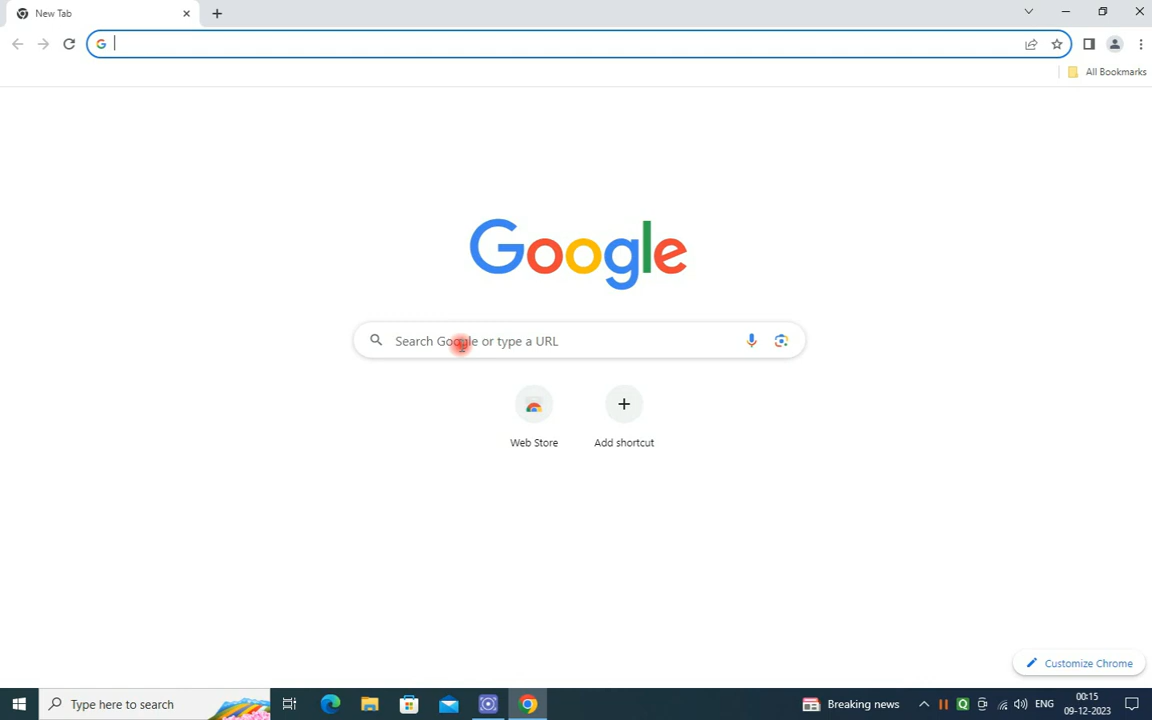 New Tab
All Bookmarks
Google
Search Google or type a URL
Web Store
Add shortcut
Customize Chrome
Type here to search
Breaking news
ENG
00:15
09-12-2023